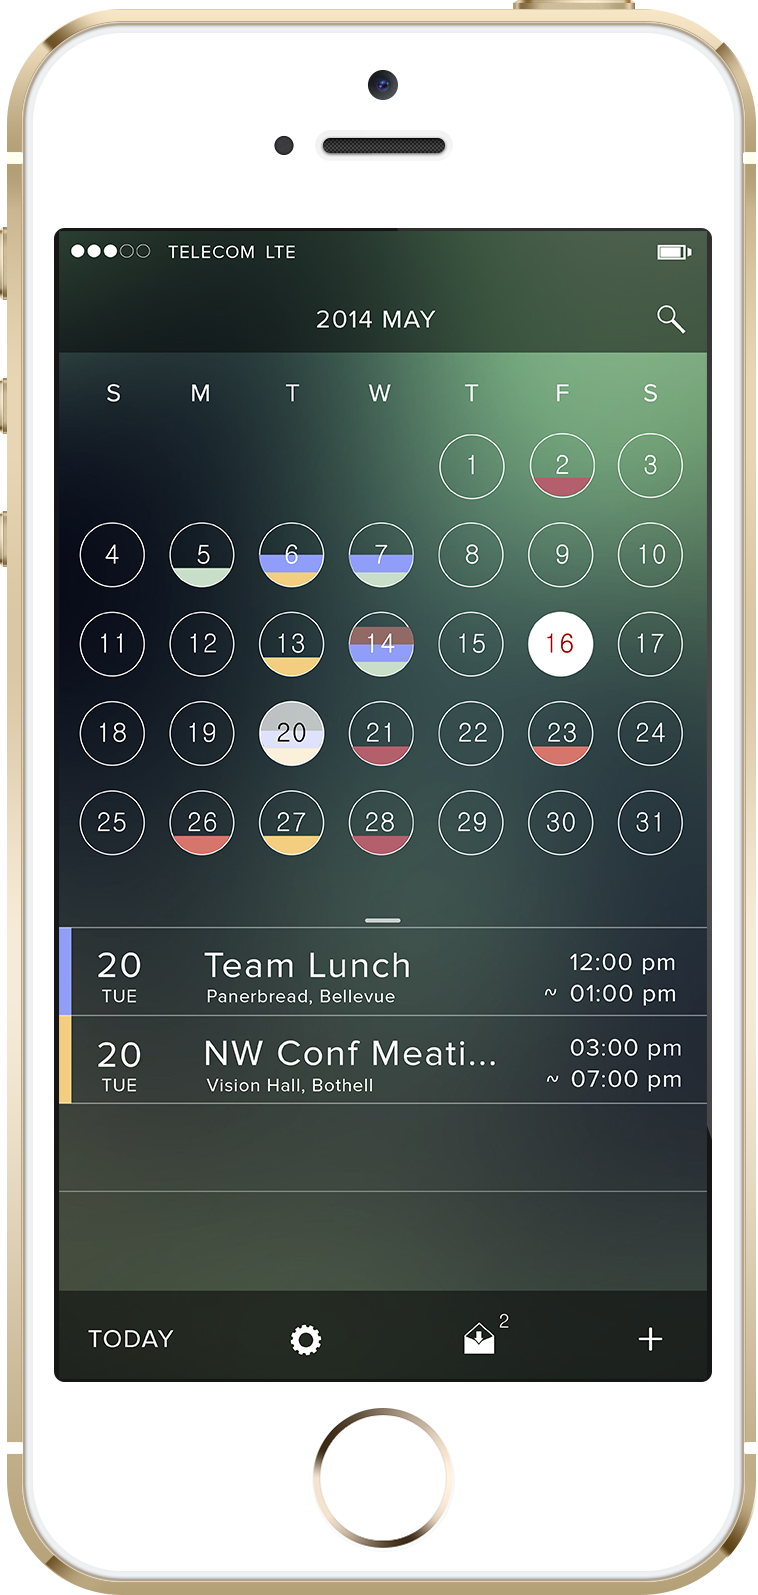 TELECOM LTE
2014 MAY
S M T W T F S
1 2 3
4 5 6 7 8 9 10
11 12 13 14 15 16 17
18 19 20 21 22 23 24
25 26 27 28 29 30 31
20 Team Lunch 12:00 pm
TUE Panerbread, Bellevue ~ 01:00 pm
20 NW Conf Meati... 03:00 pm
TUE Vision Hall, Bothell ~ 07:00 pm
TODAY 2 +